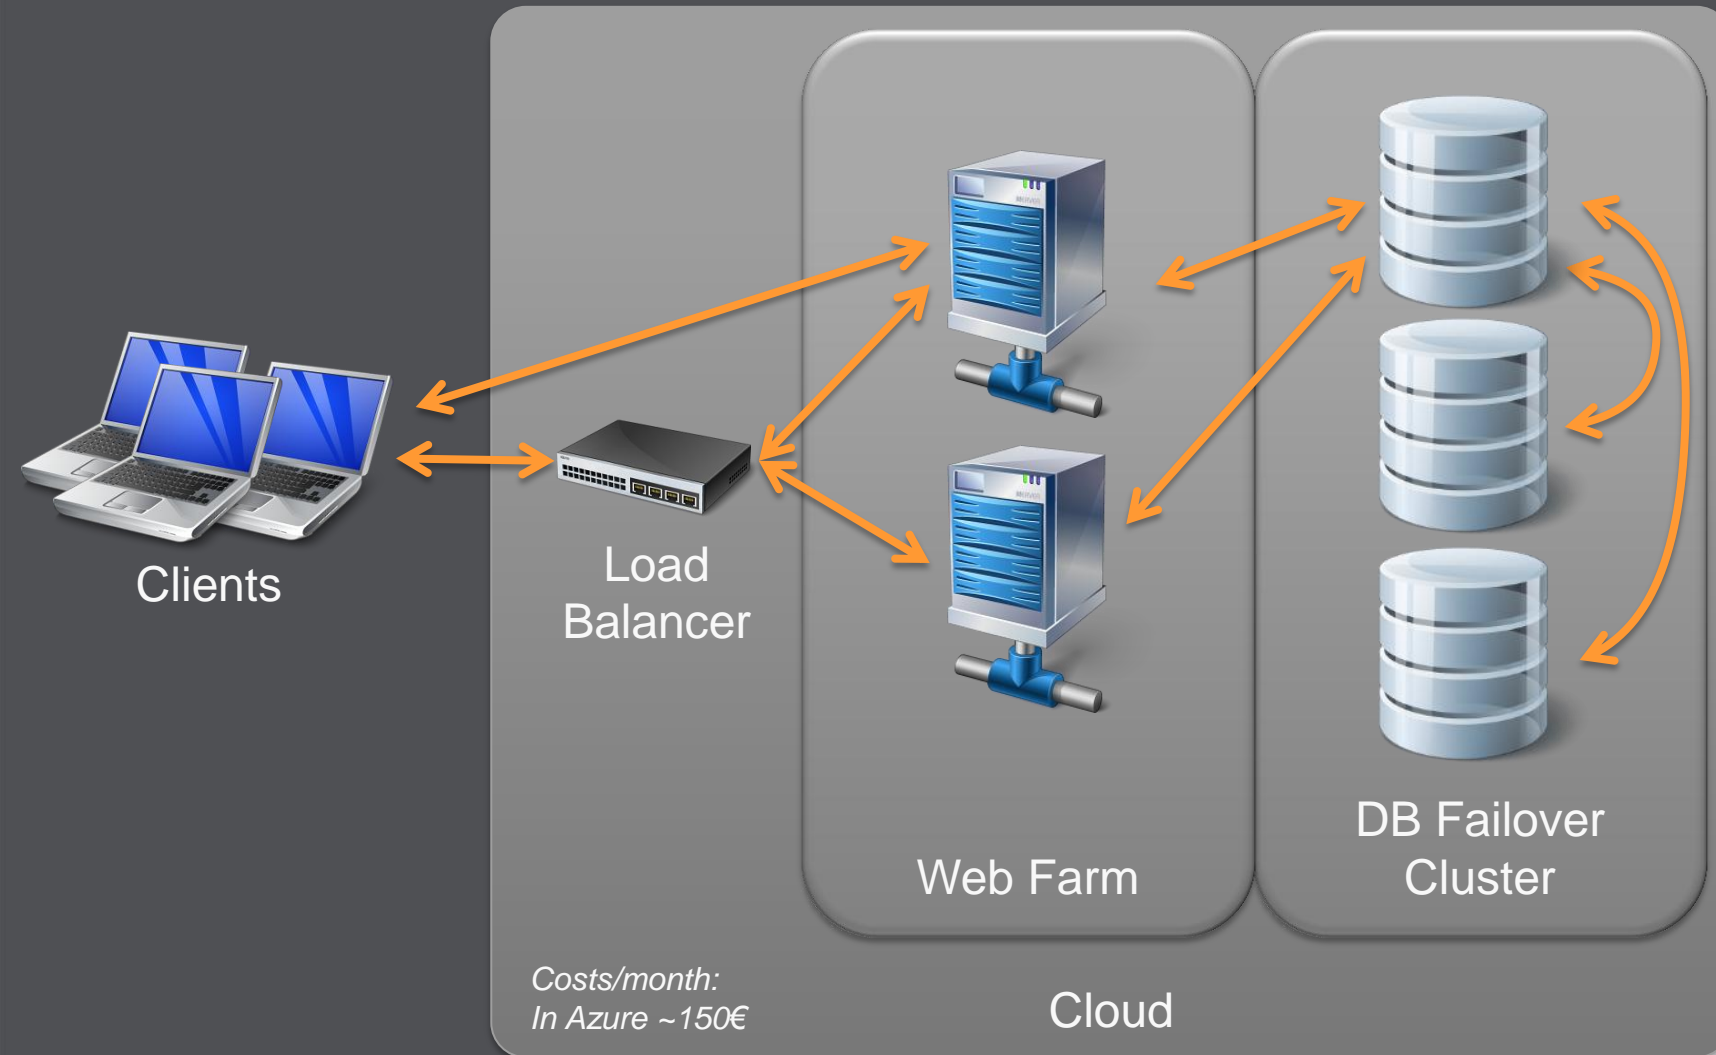 Clients
Load
Balancer
Web Farm
DB Failover
Cluster
Costs/month:
In Azure ~150€
Cloud